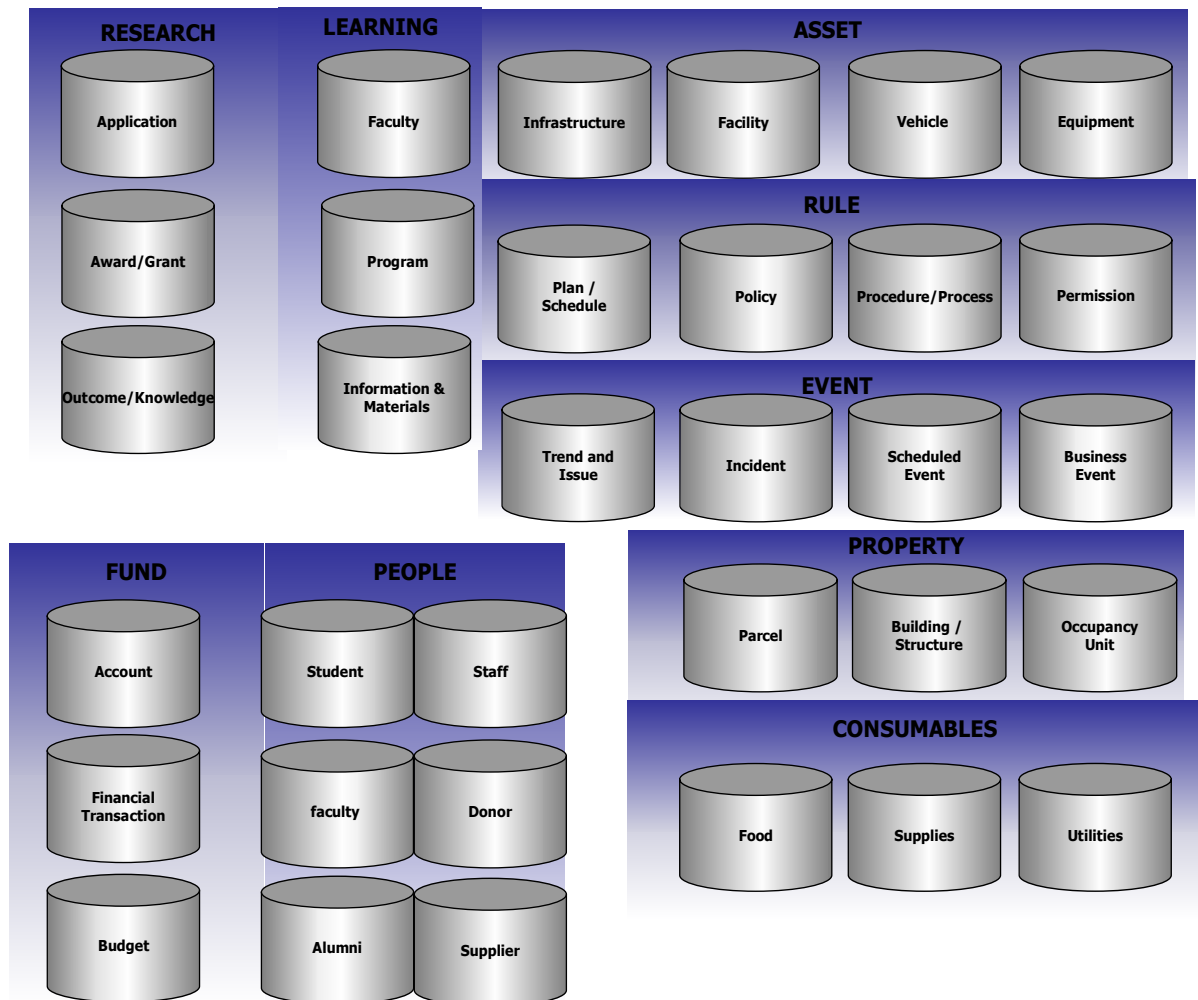 RESEARCH
Application
Award/Grant
Outcome/Knowledge
LEARNING
Faculty
Program
Information &
Materials
ASSET
Infrastructure
Facility
Vehicle
Equipment
RULE
Plan /
Schedule
Policy
Procedure/Process
Permission
EVENT
Trend and
Issue
Incident
Scheduled
Event
Business
Event
FUND
Account
Financial
Transaction
Budget
PEOPLE
Student
Staff
faculty
Donor
Alumni
Supplier
PROPERTY
Parcel
Building /
Structure
Occupancy
Unit
CONSUMABLES
Food
Supplies
Utilities